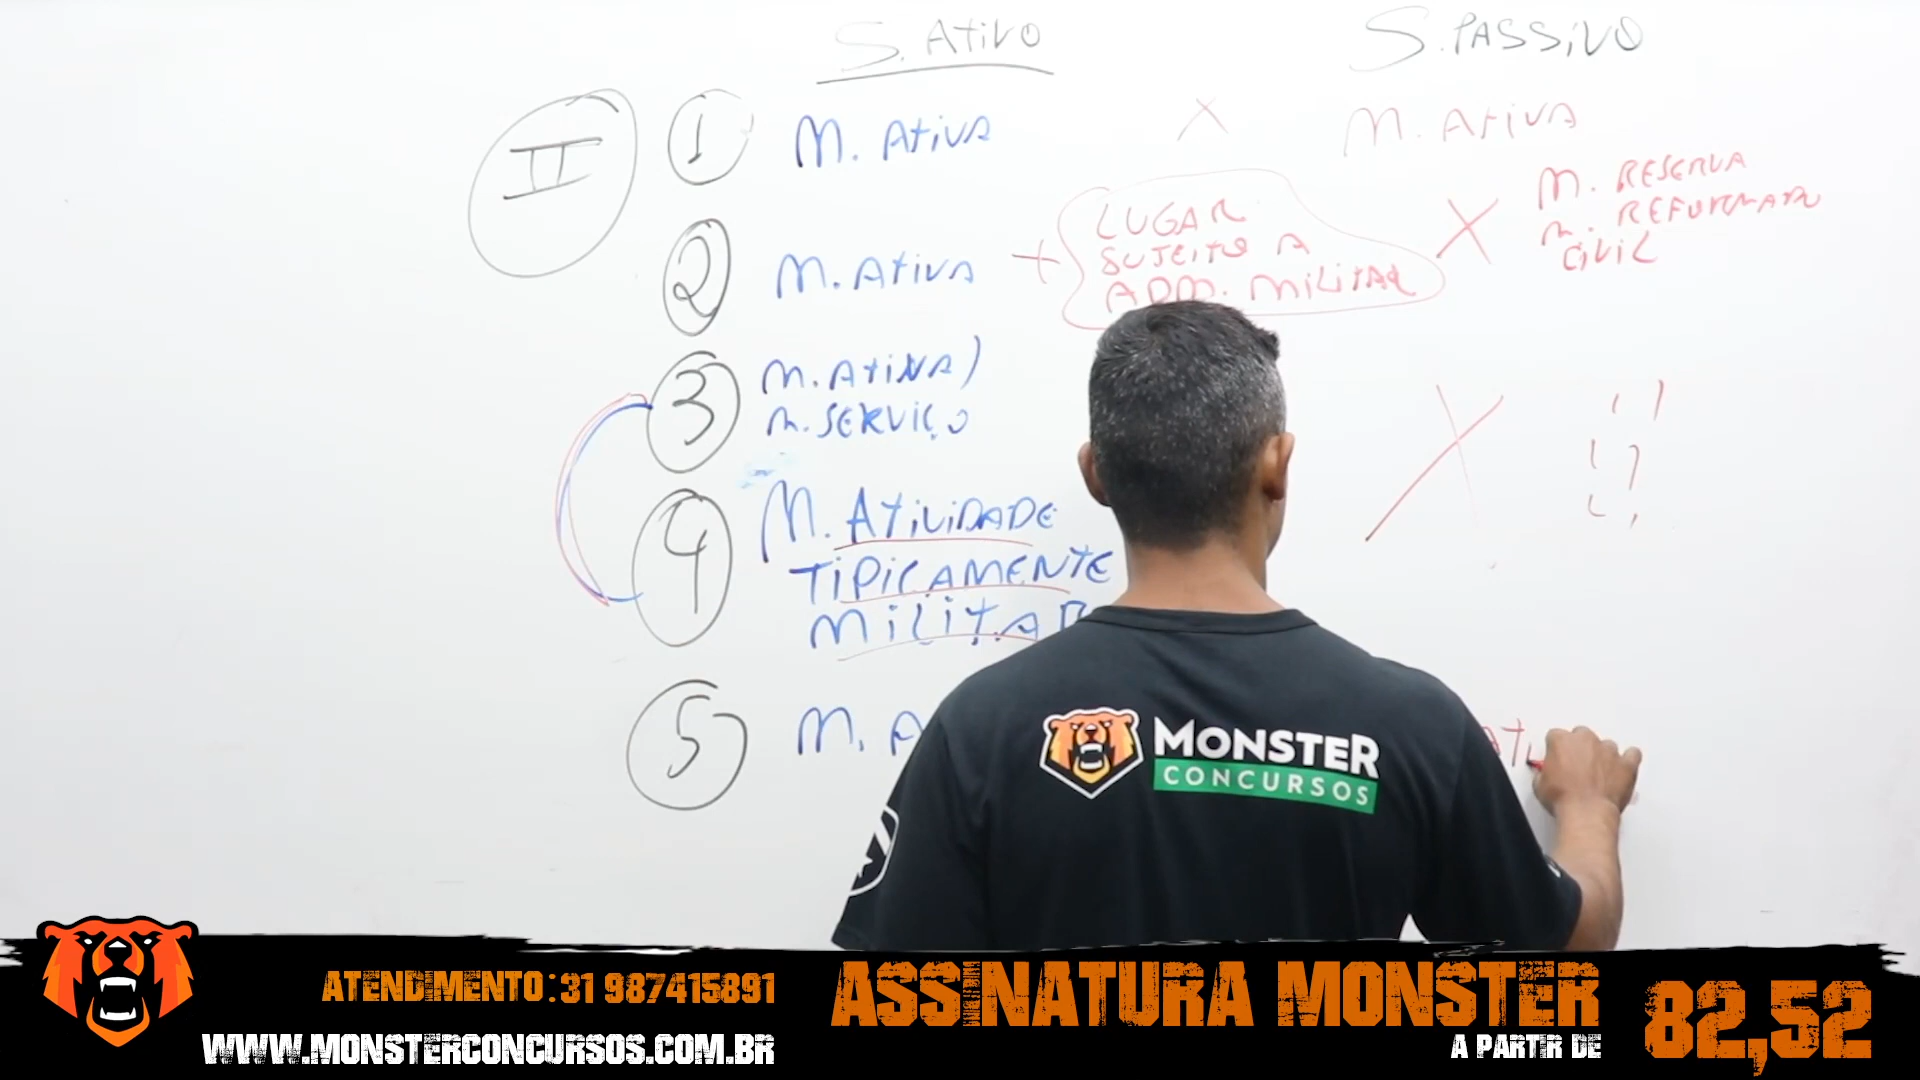 S. ATIVO
S. PASSIVO
II
1
M. ATIVA
X
M. ATIVA
2
M. ATIVA
+
LUGAR
SUJEITO A
ADM. MILITAR
X
M. RESERVA
M. REFORMADO
CIVIL
3
M. ATIVA)
M. SERVIÇO
X
4
M. ATIVIDADE
TIPICAMENTE
MILITAR
5
M. A
MONSTER
CONCURSOS
ATENDIMENTO: 31 987415891
WWW.MONSTERCONCURSOS.COM.BR
ASSINATURA MONSTER
A PARTIR DE
82,52